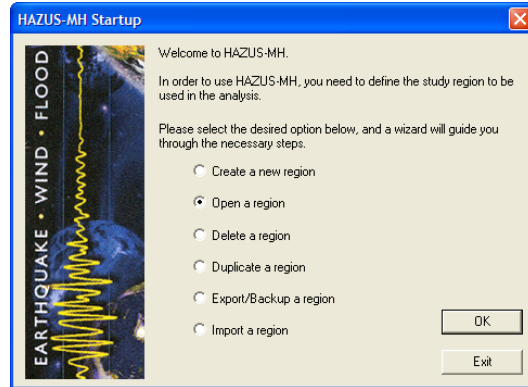 HAZUS-MH Startup
EARTHQUAKE • WIND • FLOOD
Welcome to HAZUS-MH.
In order to use HAZUS-MH, you need to define the study region to be
used in the analysis.
Please select the desired option below, and a wizard will guide you
through the necessary steps.
Create a new region
Open a region
Delete a region
Duplicate a region
Export/Backup a region
Import a region
OK
Exit